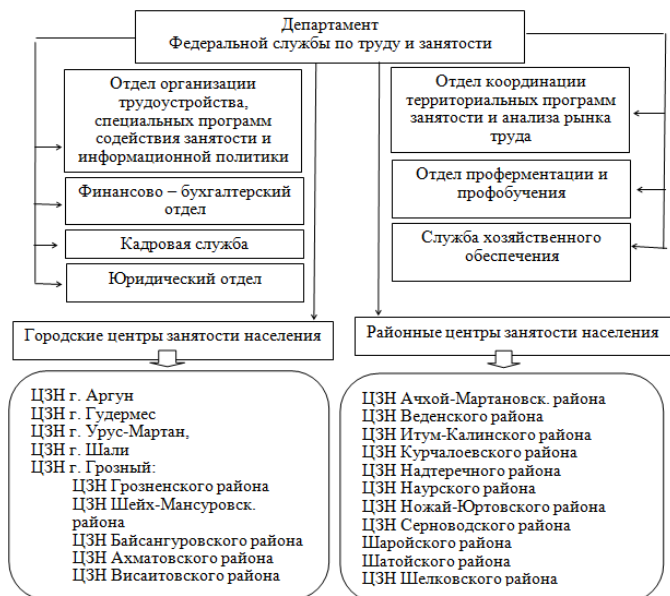 Департамент
Федеральной службы по труду и занятости
Отдел организации
трудоустройства,
специальных программ
содействия занятости и
информационной политики
Финансово – бухгалтерский
отдел
Кадровая служба
Юридический отдел
Отдел координации
территориальных программ
занятости и анализа рынка
труда
Отдел проферментации и
профобучения
Служба хозяйственного
обеспечения
Городские центры занятости населения
Районные центры занятости населения
ЦЗН г. Аргун
ЦЗН г. Гудермес
ЦЗН г. Урус-Мартан,
ЦЗН г. Шали
ЦЗН г. Грозный:
ЦЗН Грозненского района
ЦЗН Шейх-Мансуровск.
района
ЦЗН Байсангуровского района
ЦЗН Ахматовского района
ЦЗН Висаитовского района
ЦЗН Ачхой-Мартановск. района
ЦЗН Веденского района
ЦЗН Итум-Калинского района
ЦЗН Курчалоевского района
ЦЗН Надтеречного района
ЦЗН Наурского района
ЦЗН Ножай-Юртовского района
ЦЗН Серноводского района
Шаройского района
Шатойского района
ЦЗН Шелковского района